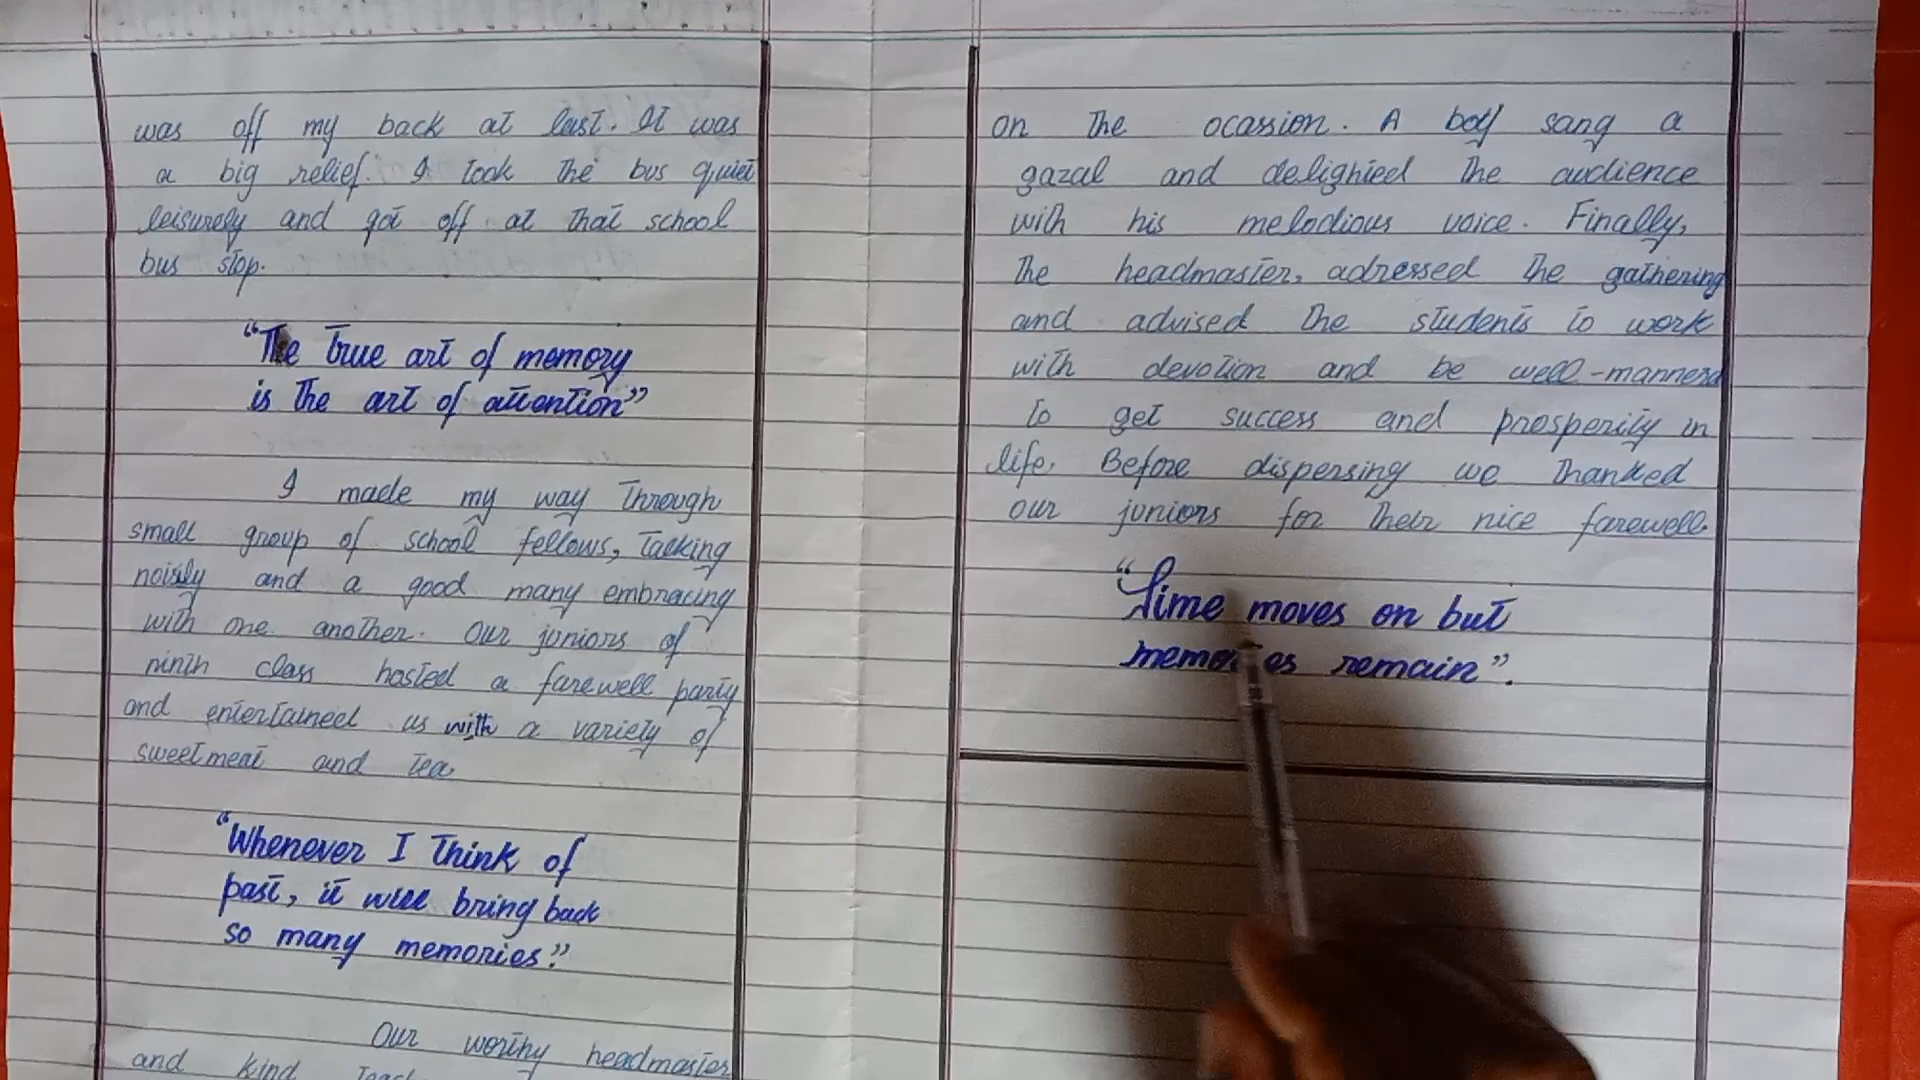 was off my back at last. It was
a big relief. I took the bus quiet
leisurely and got off at that school
bus stop.
"The true art of memory
is the art of attention"
I made my way through
small group of school fellows, talking
noisly and a good many embracing
with one another. Our juniors of
ninth class hosted a farewell party
and entertained us with a variety of
sweetmeat and tea
"Whenever I think of
past, it will bring back
so many memories."
Our worthy headmaster
and kind
on the ocassion. A boy sang a
gazal and delighted the audience
with his melodious voice. Finally,
the headmaster, adressed the gathering
and advised the students to work
with devotion and be well-mannerd
to get success and prosperity in
life. Before dispersing we thanked
our juniors for their nice farewell.
"Time moves on but
memories remain".